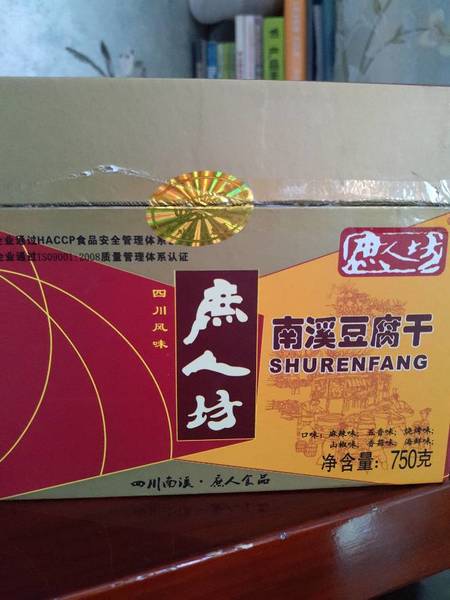 企业通过HACCP食品安全管理体系
企业通过ISO9001:2008质量管理体系认证
庶人坊
四川风味
庶人坊
南溪豆腐干
SHURENFANG
口味：麻辣味；五香味；烧烤味；
山椒味；香菇味；海鲜味；
净含量：750克
四川南溪·庶人食品